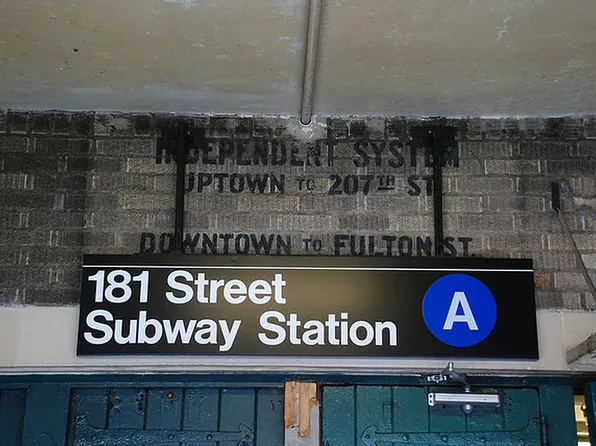 INDEPENDENT SYSTEM
UPTOWN TO 207TH ST.
DOWNTOWN TO FULTON ST.
181 Street
Subway Station
A